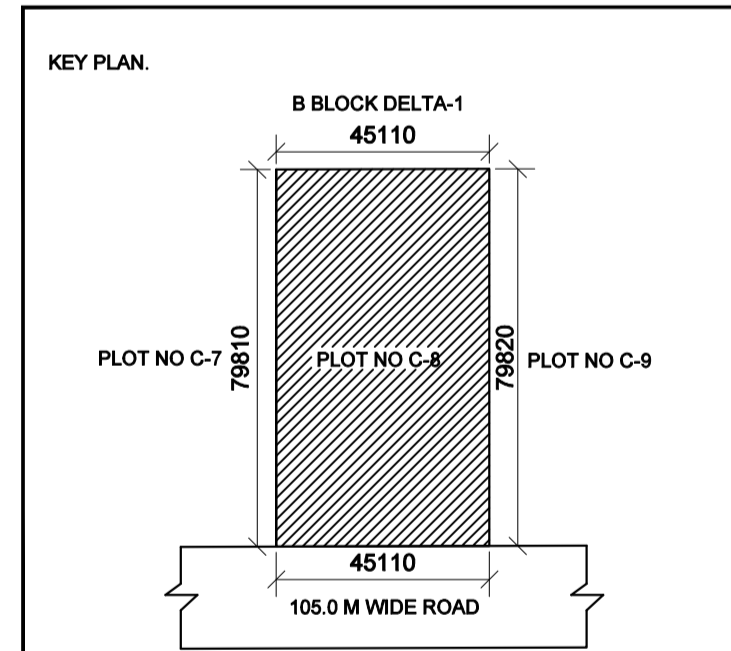 KEY PLAN.
B BLOCK DELTA-1
45110
PLOT NO C-7
79810
PLOT NO C-8
79820
PLOT NO C-9
45110
105.0 M WIDE ROAD